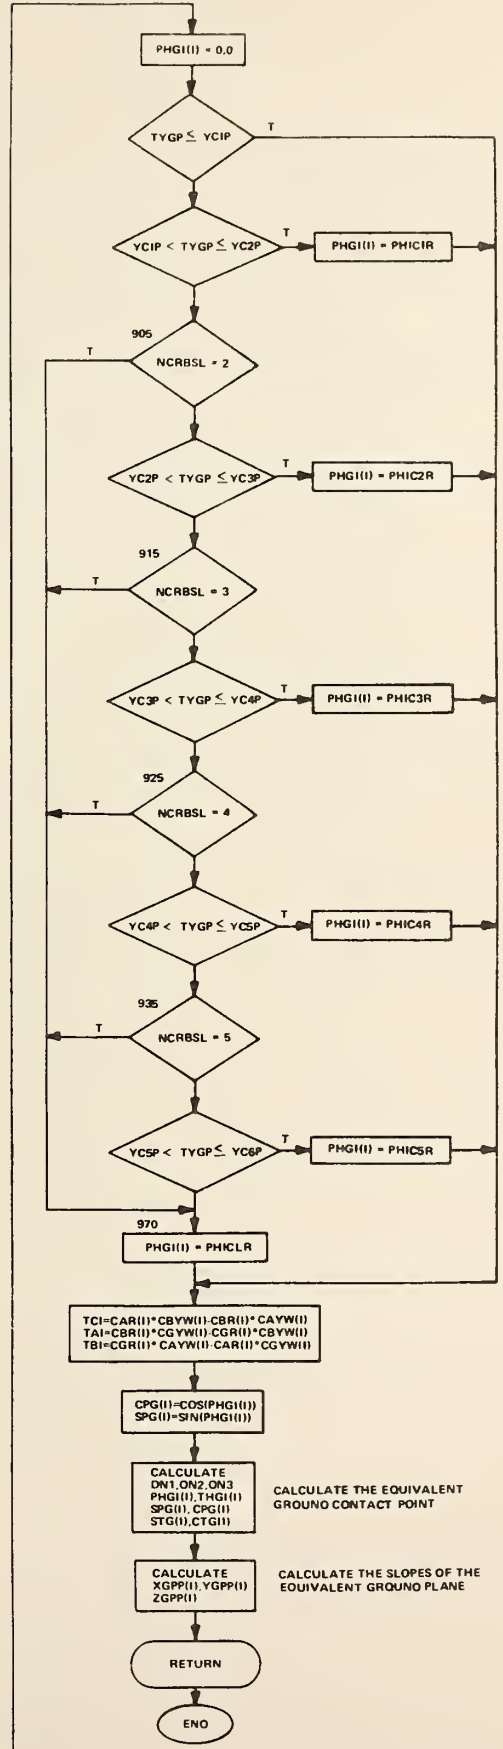 PHGI(I) = 0.0
TYGP ≤ YC1P
T
YC1P < TYGP ≤ YC2P
T
PHGI(I) = PHIC1R
905
T
NCRBSL = 2
YC2P < TYGP ≤ YC3P
T
PHGI(I) = PHIC2R
915
T
NCRBSL = 3
YC3P < TYGP ≤ YC4P
T
PHGI(I) = PHIC3R
925
T
NCRBSL = 4
YC4P < TYGP ≤ YC5P
T
PHGI(I) = PHIC4R
935
T
NCRBSL = 5
YC5P < TYGP ≤ YC6P
T
PHGI(I) = PHIC5R
970
PHGI(I) = PHICLR
TCI=CAR(I)*CBYW(I)-CBR(I)*CAYW(I)
TAI=CBR(I)*CGYW(I)-CGR(I)*CBYW(I)
TBI=CGR(I)*CAYW(I)-CAR(I)*CGYW(I)
CPG(I)=COS(PHGI(I))
SPG(I)=SIN(PHGI(I))
CALCULATE
DN1,ON2,ON3
PHGI(I),THGI(I)
SPG(I),CPG(I)
STG(I),CTG(I)
CALCULATE THE EQUIVALENT
GROUNO CONTACT POINT
CALCULATE
XGPP(I),YGPP(I)
ZGPP(I)
CALCULATE THE SLOPES OF THE
EQUIVALENT GROUNO PLANE
RETURN
ENO